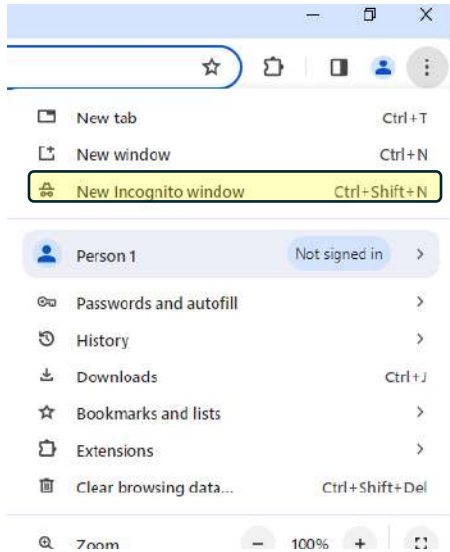 New tab Ctrl+T
New window Ctrl+N
New Incognito window Ctrl+Shift+N
Person 1 Not signed in
Passwords and autofill
History
Downloads Ctrl+J
Bookmarks and lists
Extensions
Clear browsing data... Ctrl+Shift+Del
Zoom − 100% +